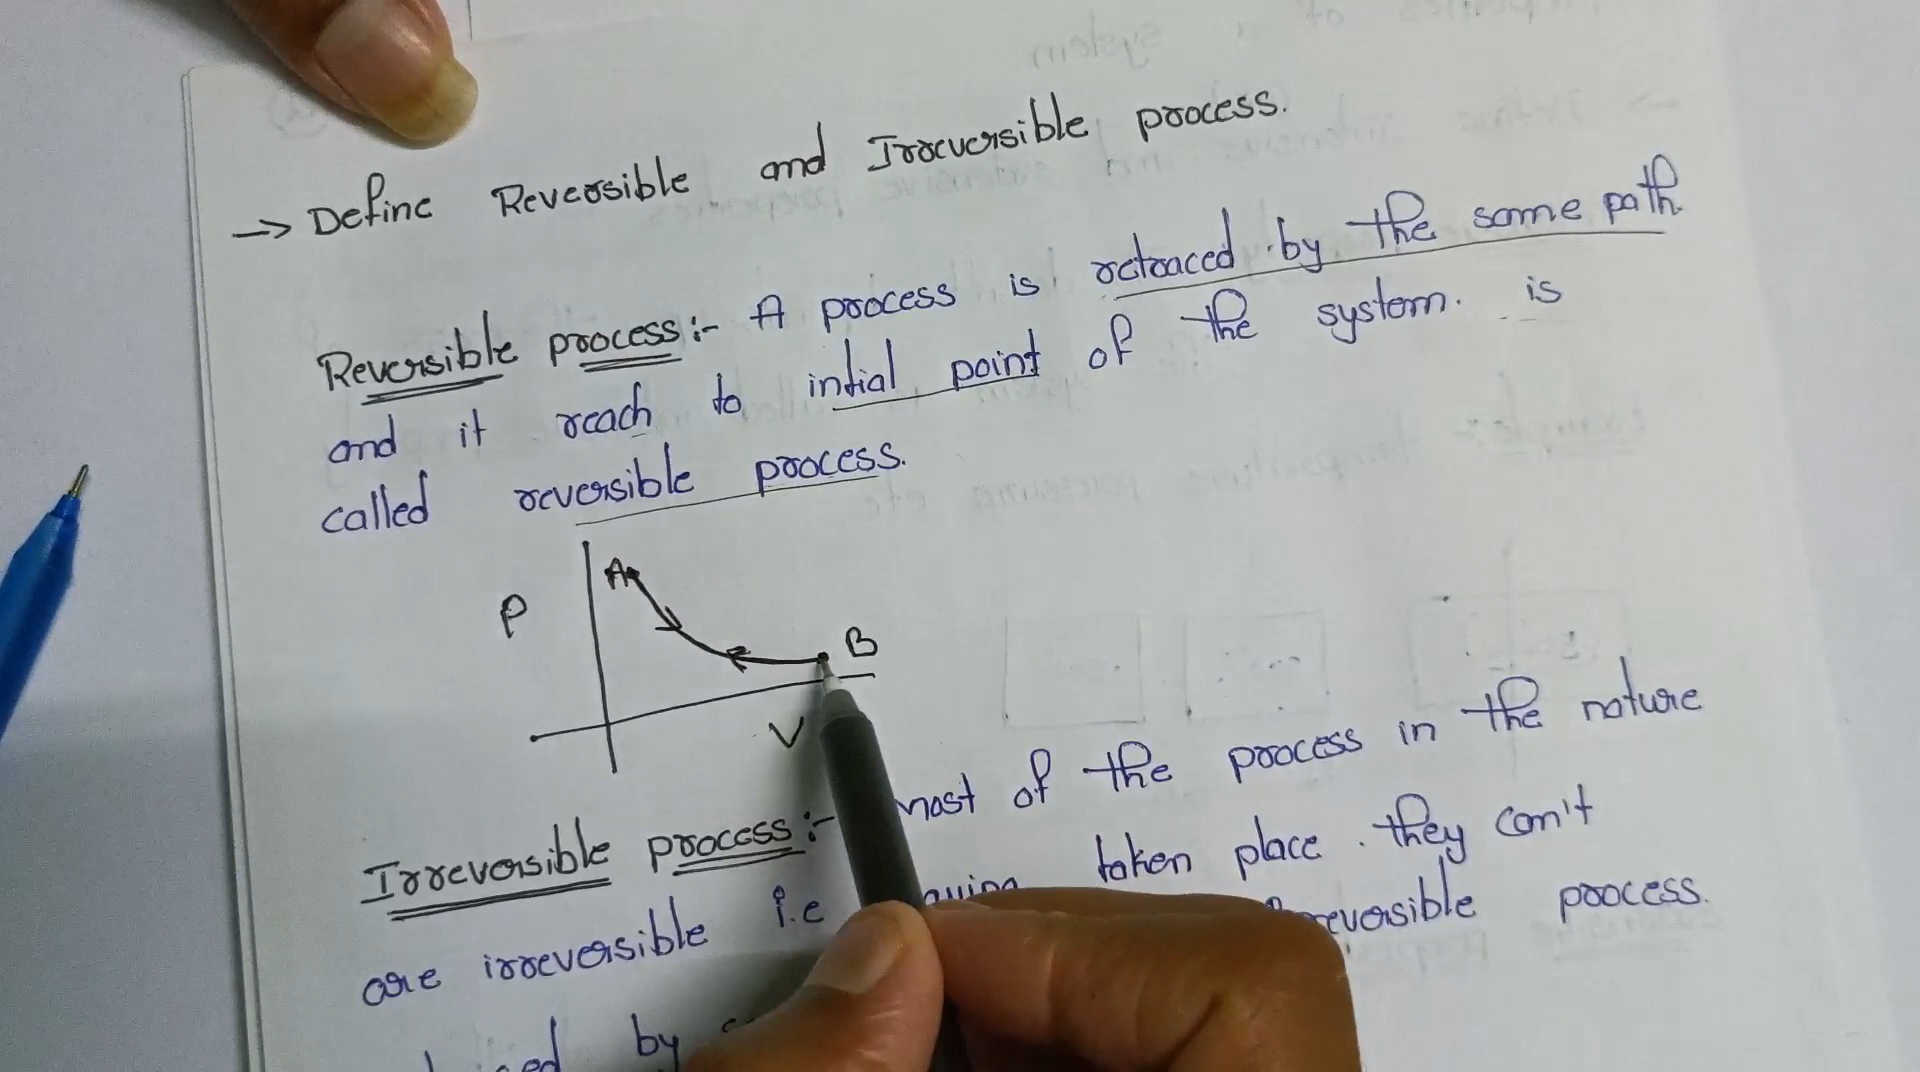 → Define Reversible and Irreversible process.
Reversible process:- A process is retraced by the same path
and it reach to intial point of the system. is
called reversible process.
A
P
B
V
Irreversible process:- most of the process in the nature
are irreversible i.e taken place. they can't
reversible process.
by